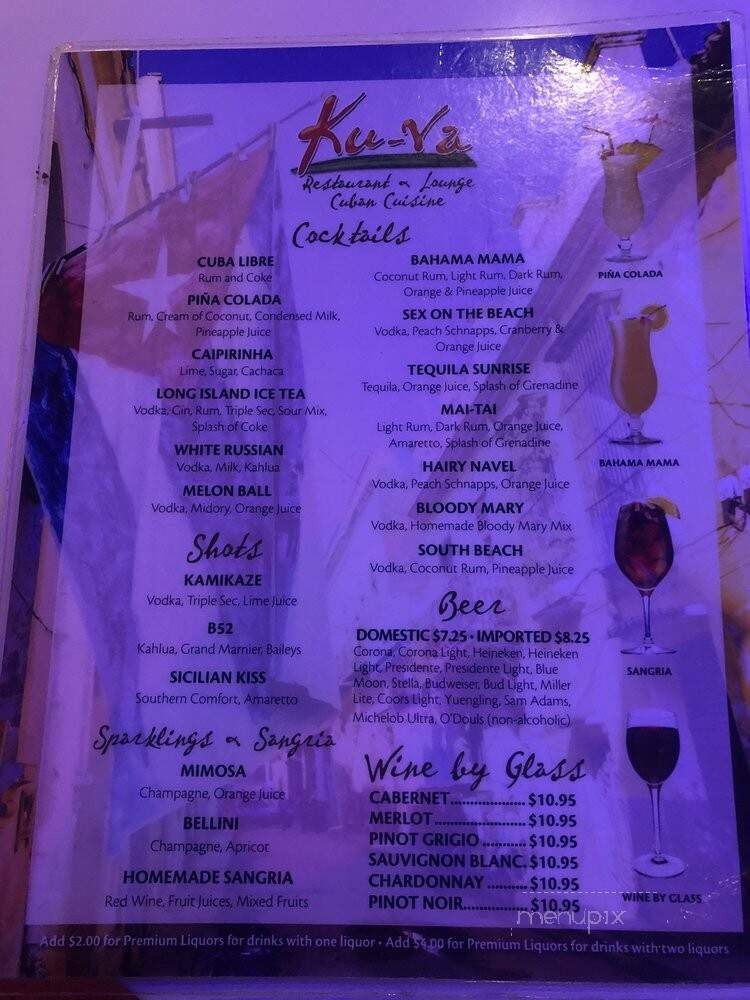 Ku-Va
Restaurant & Lounge
Cuban Cuisine
Cocktails
CUBA LIBRE
Rum and Coke
PIÑA COLADA
Rum, Cream of Coconut, Condensed Milk,
Pineapple Juice
CAIPIRINHA
Lime, Sugar, Cachaca
LONG ISLAND ICE TEA
Vodka, Gin, Rum, Triple Sec, Sour Mix,
Splash of Coke
WHITE RUSSIAN
Vodka, Milk, Kahlua
MELON BALL
Vodka, Midory, Orange Juice
Shots
KAMIKAZE
Vodka, Triple Sec, Lime Juice
B52
Kahlua, Grand Marnier, Baileys
SICILIAN KISS
Southern Comfort, Amaretto
Sparklings & Sangria
MIMOSA
Champagne, Orange Juice
BELLINI
Champagne, Apricot
HOMEMADE SANGRIA
Red Wine, Fruit Juices, Mixed Fruits
BAHAMA MAMA
Coconut Rum, Light Rum, Dark Rum,
Orange & Pineapple Juice
SEX ON THE BEACH
Vodka, Peach Schnapps, Cranberry &
Orange Juice
TEQUILA SUNRISE
Tequila, Orange Juice, Splash of Grenadine
MAI-TAI
Light Rum, Dark Rum, Orange Juice,
Amaretto, Splash of Grenadine
HAIRY NAVEL
Vodka, Peach Schnapps, Orange Juice
BLOODY MARY
Vodka, Homemade Bloody Mary Mix
SOUTH BEACH
Vodka, Coconut Rum, Pineapple Juice
Beer
DOMESTIC $7.25 • IMPORTED $8.25
Corona, Corona Light, Heineken, Heineken
Light, Presidente, Presidente Light, Blue
Moon, Stella, Budweiser, Bud Light, Miller
Lite, Coors Light, Yuengling, Sam Adams,
Michelob Ultra, O'Douls (non-alcoholic)
Wine by Glass
CABERNET................... $10.95
MERLOT....................... $10.95
PINOT GRIGIO ........... $10.95
SAUVIGNON BLANC. $10.95
CHARDONNAY .......... $10.95
PINOT NOIR................ $10.95
PIÑA COLADA
BAHAMA MAMA
SANGRIA
WINE BY GLASS
menupix
Add $2.00 for Premium Liquors for drinks with one liquor • Add $4.00 for Premium Liquors for drinks with two liquors